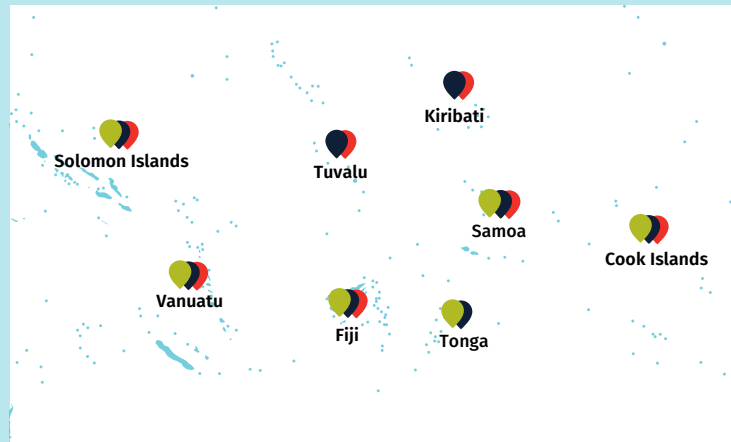 Kiribati
Solomon Islands
Tuvalu
Samoa
Cook Islands
Vanuatu
Fiji
Tonga